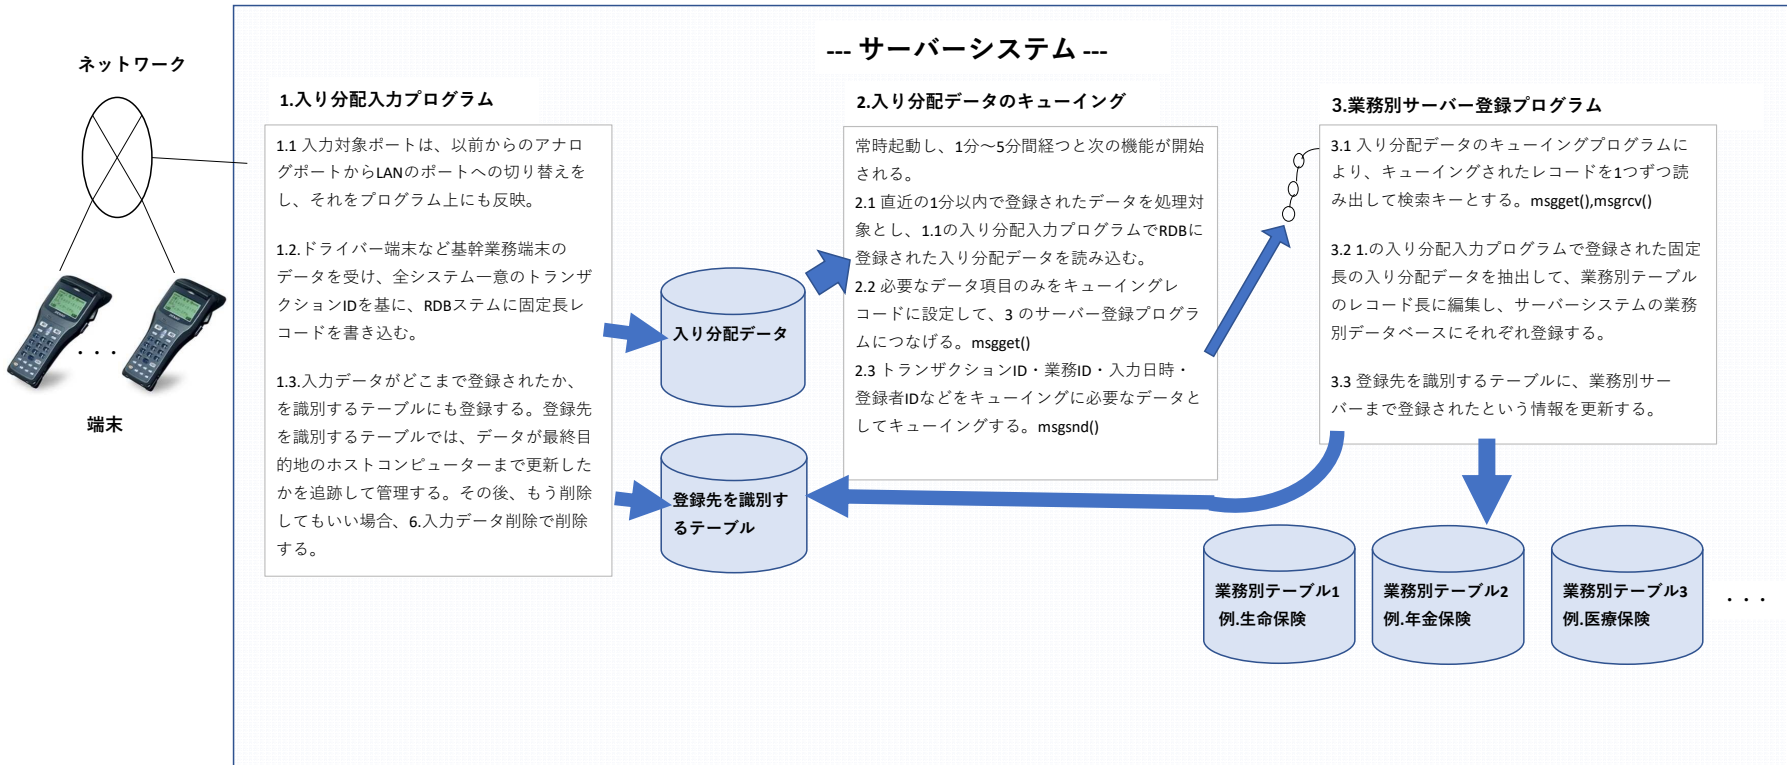 --- サーバーシステム ---
ネットワーク
端末
・・・
1.入り分配入力プログラム
1.1 入力対象ポートは、以前からのアナロ
グポートからLANのポートへの切り替えを
し、それをプログラム上にも反映。
1.2.ドライバー端末など基幹業務端末の
データを受け、全システム一意のトランザ
クションIDを基に、RDBステムに固定長レ
コードを書き込む。
1.3.入力データがどこまで登録されたか、
を識別するテーブルにも登録する。登録先
を識別するテーブルでは、データが最終目
的地のホストコンピューターまで更新した
かを追跡して管理する。その後、もう削除
してもいい場合、6.入力データ削除で削除
する。
入り分配データ
登録先を識別す
るテーブル
2.入り分配データのキューイング
常時起動し、1分～5分間経つと次の機能が開始
される。
2.1 直近の1分以内で登録されたデータを処理対
象とし、1.1の入り分配入力プログラムでRDBに
登録された入り分配データを読み込む。
2.2 必要なデータ項目のみをキューイングレ
コードに設定して、3 のサーバー登録プログラ
ムにつなげる。msgget()
2.3 トランザクションID・業務ID・入力日時・
登録者IDなどをキューイングに必要なデータと
してキューイングする。msgsnd()
3.業務別サーバー登録プログラム
3.1 入り分配データのキューイングプログラムに
より、キューイングされたレコードを1つずつ読
み出して検索キーとする。msgget(),msgrcv()
3.2 1.の入り分配入力プログラムで登録された固定
長の入り分配データを抽出して、業務別テーブル
のレコード長に編集し、サーバーシステムの業務
別データベースにそれぞれ登録する。
3.3 登録先を識別するテーブルに、業務別サー
バーまで登録されたという情報を更新する。
業務別テーブル1
例.生命保険
業務別テーブル2
例.年金保険
業務別テーブル3
例.医療保険
・・・